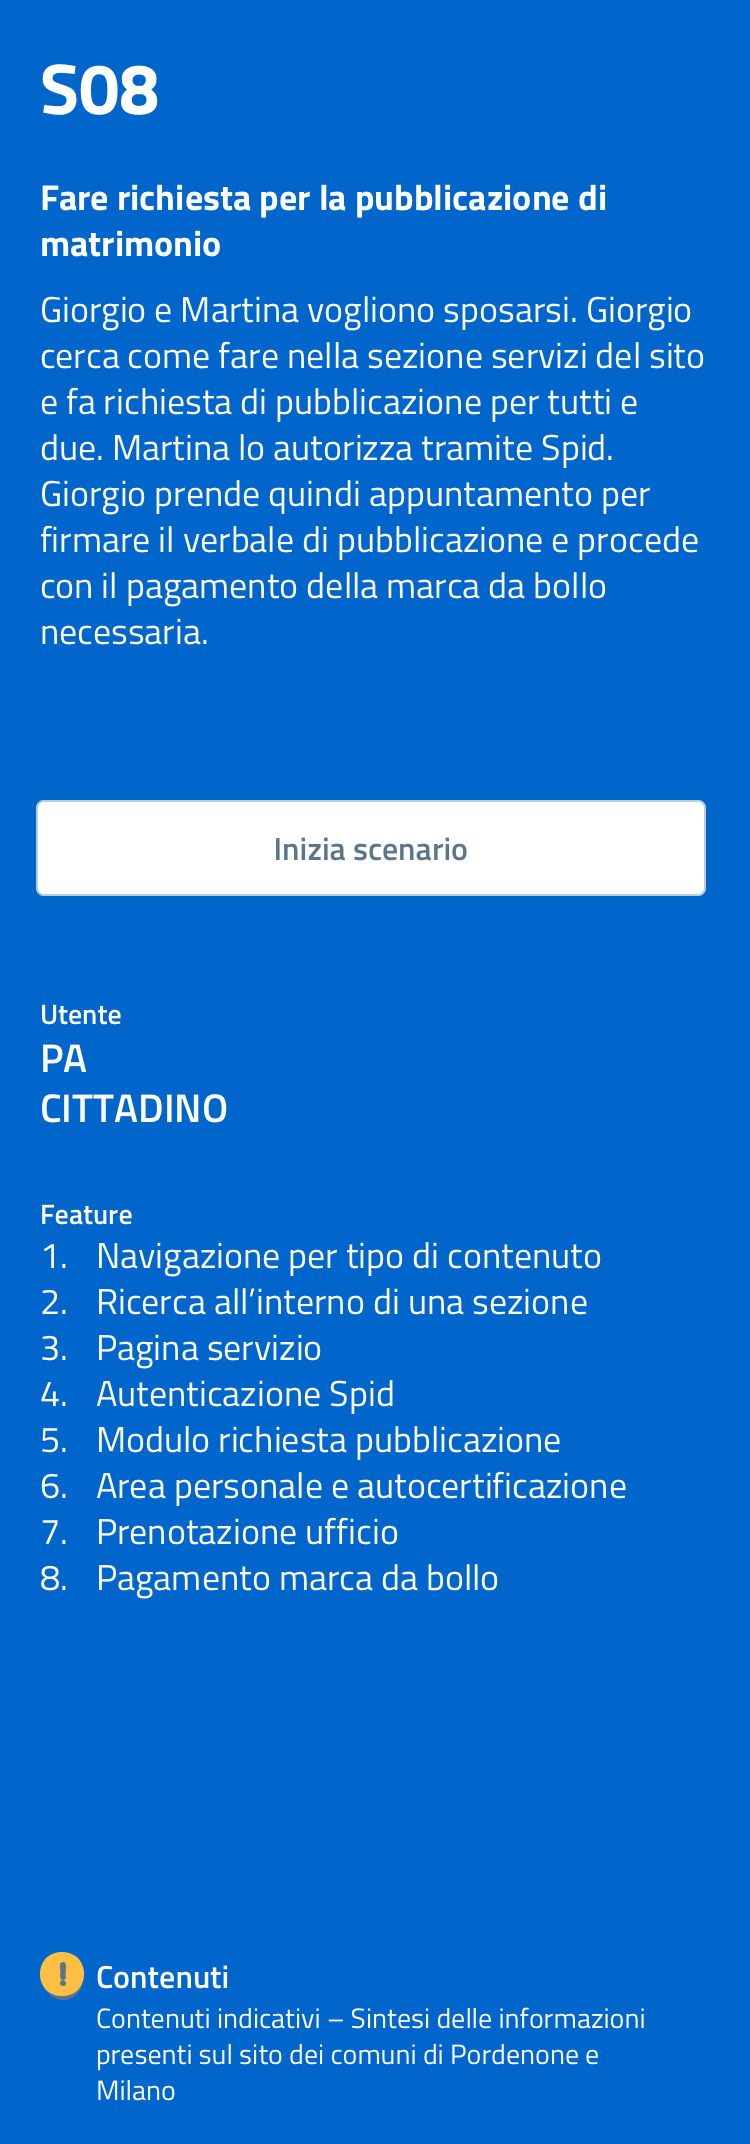 S08
Fare richiesta per la pubblicazione di
matrimonio
Giorgio e Martina vogliono sposarsi. Giorgio
cerca come fare nella sezione servizi del sito
e fa richiesta di pubblicazione per tutti e
due. Martina lo autorizza tramite Spid.
Giorgio prende quindi appuntamento per
firmare il verbale di pubblicazione e procede
con il pagamento della marca da bollo
necessaria.
Inizia scenario
Utente
PA
CITTADINO
Feature
1. Navigazione per tipo di contenuto
2. Ricerca all’interno di una sezione
3. Pagina servizio
4. Autenticazione Spid
5. Modulo richiesta pubblicazione
6. Area personale e autocertificazione
7. Prenotazione ufficio
8. Pagamento marca da bollo
! Contenuti
Contenuti indicativi – Sintesi delle informazioni
presenti sul sito dei comuni di Pordenone e
Milano